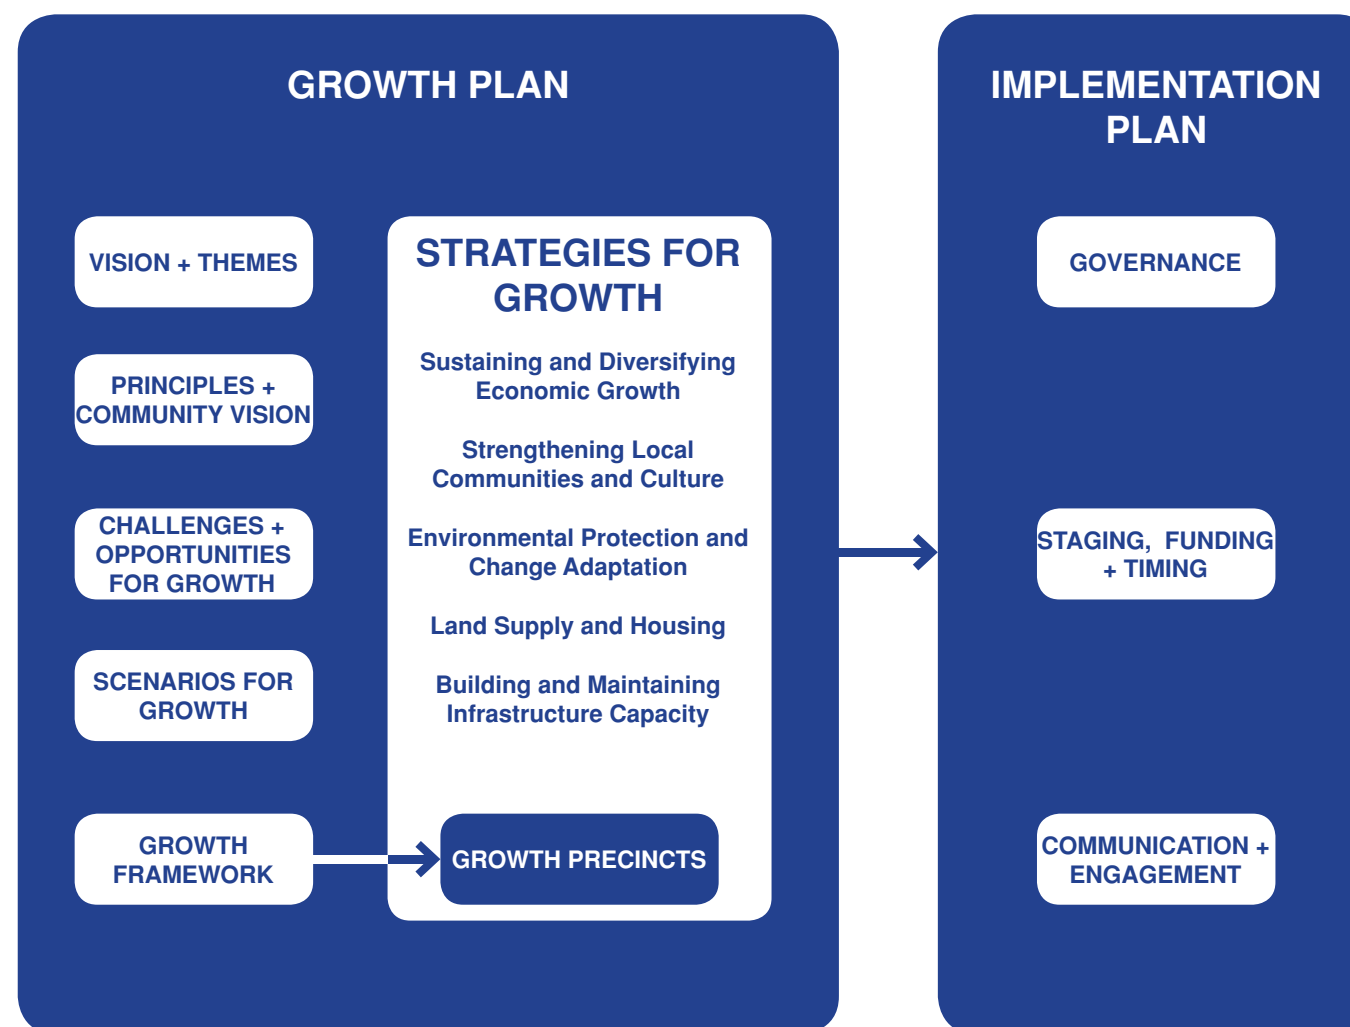 GROWTH PLAN
VISION + THEMES
PRINCIPLES +
COMMUNITY VISION
CHALLENGES +
OPPORTUNITIES
FOR GROWTH
SCENARIOS FOR
GROWTH
GROWTH
FRAMEWORK
STRATEGIES FOR
GROWTH
Sustaining and Diversifying
Economic Growth
Strengthening Local
Communities and Culture
Environmental Protection and
Change Adaptation
Land Supply and Housing
Building and Maintaining
Infrastructure Capacity
GROWTH PRECINCTS
IMPLEMENTATION
PLAN
GOVERNANCE
STAGING,  FUNDING
+ TIMING
COMMUNICATION +
ENGAGEMENT